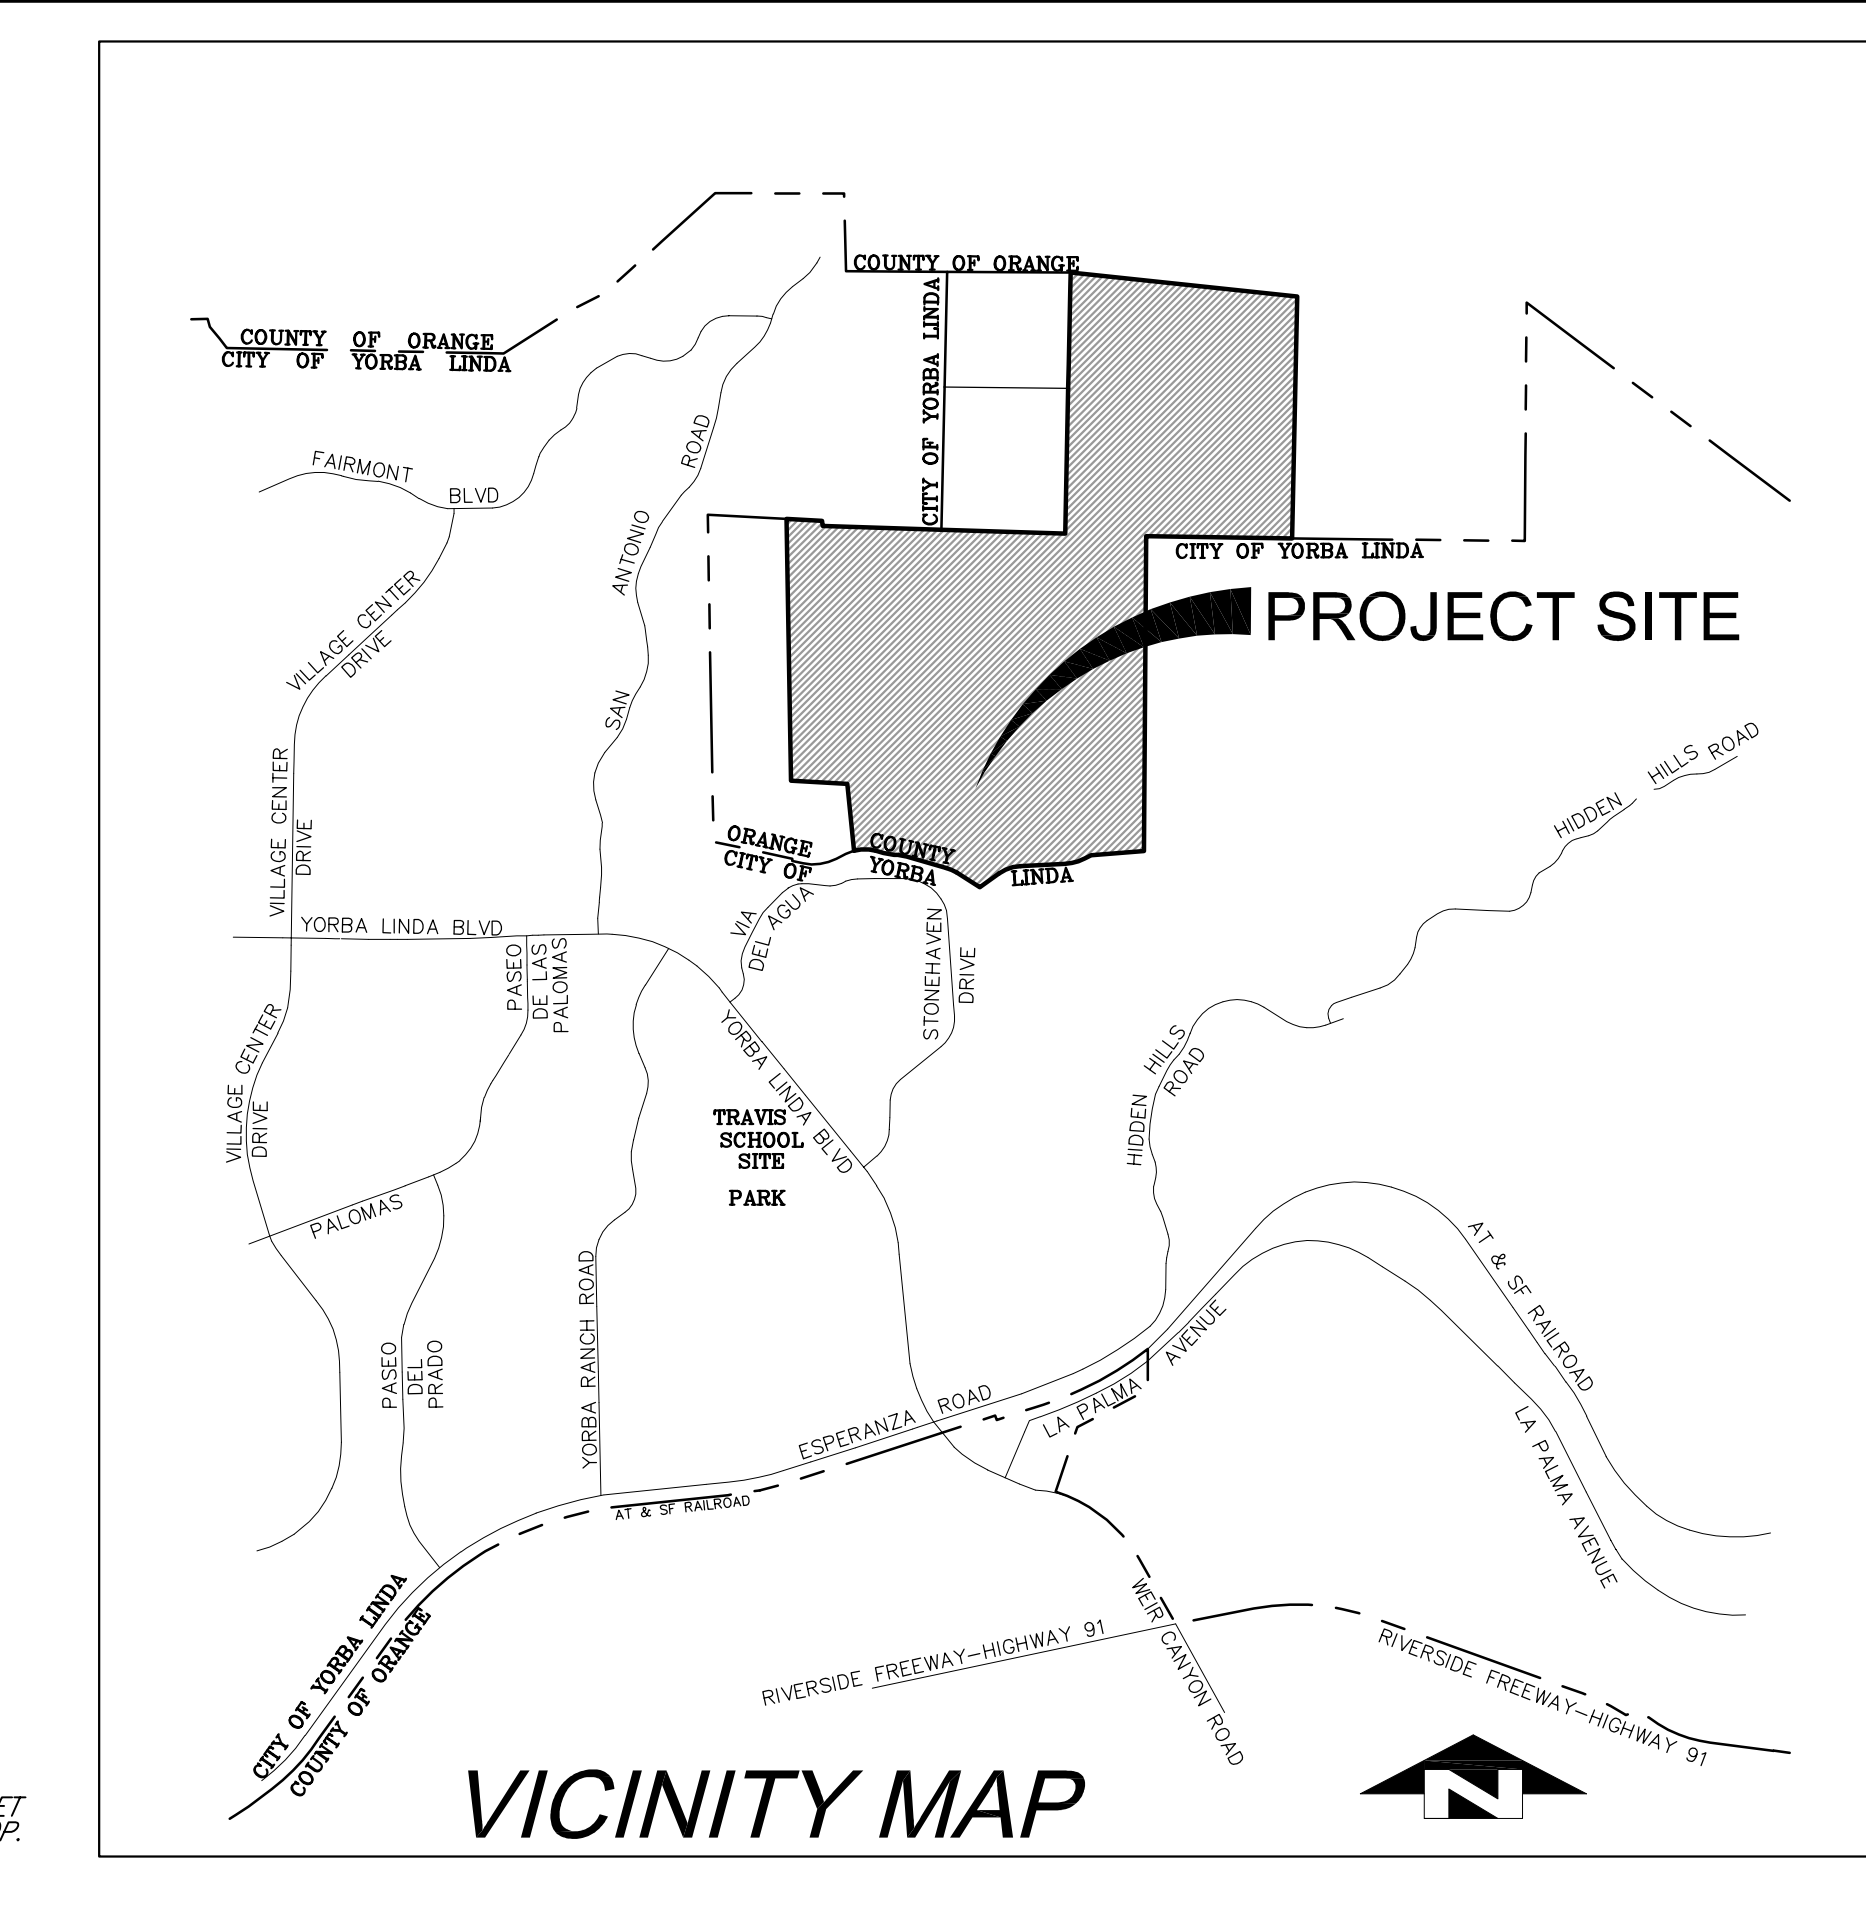 COUNTY OF ORANGE
CITY OF YORBA LINDA
COUNTY OF ORANGE
CITY OF YORBA LINDA
FAIRMONT BLVD
SAN ANTONIO ROAD
CITY OF YORBA LINDA
PROJECT SITE
VILLAGE CENTER
DRIVE
VILLAGE CENTER
DRIVE
HIDDEN HILLS ROAD
ORANGE COUNTY
CITY OF YORBA LINDA
YORBA LINDA BLVD
PASEO
DE LAS
PALOMAS
VIA
DEL AGUA
STONEHAVEN
DRIVE
VILLAGE CENTER
DRIVE
YORBA LINDA BLVD
HIDDEN HILLS
ROAD
TRAVIS
SCHOOL
SITE
PARK
PALOMAS
PASEO
DEL
PRADO
YORBA RANCH ROAD
AT & SF RAILROAD
ESPERANZA ROAD
LA PALMA AVENUE
LA PALMA AVENUE
AT & SF RAILROAD
CITY OF YORBA LINDA
COUNTY OF ORANGE
WEIR CANYON ROAD
RIVERSIDE FREEWAY-HIGHWAY 91
RIVERSIDE FREEWAY-HIGHWAY 91
VICINITY MAP
N